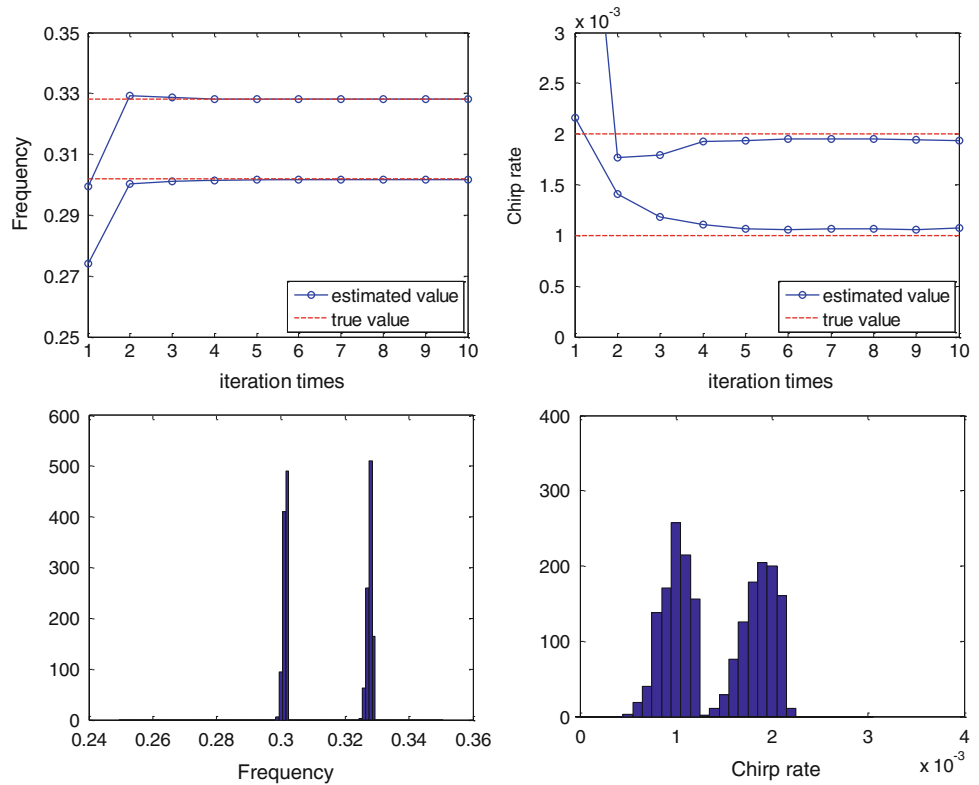 0.35
0.33
0.31
0.29
0.27
0.25
Frequency
1 2 3 4 5 6 7 8 9 10
iteration times
estimated value
true value
x 10-3
3
2.5
2
1.5
1
0.5
0
Chirp rate
1 2 3 4 5 6 7 8 9 10
iteration times
estimated value
true value
600
500
400
300
200
100
0
0.24 0.26 0.28 0.3 0.32 0.34 0.36
Frequency
400
300
200
100
0
0 1 2 3 4
x 10-3
Chirp rate